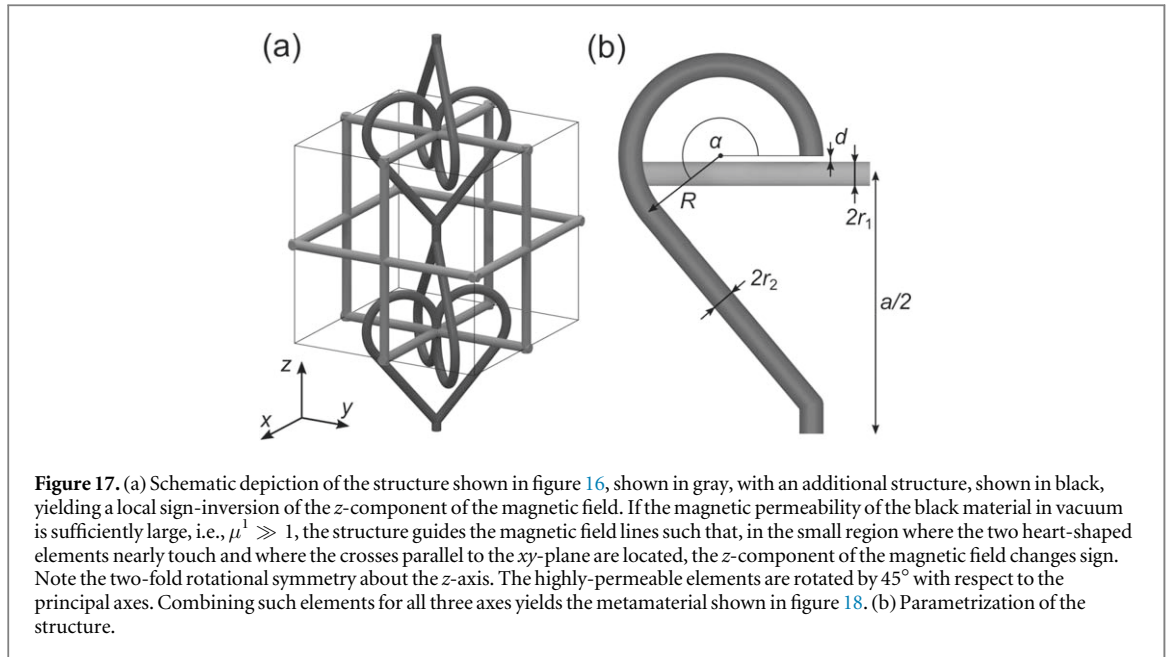 (a)
(b)
z
x
y
α
d
R
2r1
2r2
a/2
Figure 17. (a) Schematic depiction of the structure shown in figure 16, shown in gray, with an additional structure, shown in black,
yielding a local sign-inversion of the z-component of the magnetic field. If the magnetic permeability of the black material in vacuum
is sufficiently large, i.e., μ¹ ≫ 1, the structure guides the magnetic field lines such that, in the small region where the two heart-shaped
elements nearly touch and where the crosses parallel to the xy-plane are located, the z-component of the magnetic field changes sign.
Note the two-fold rotational symmetry about the z-axis. The highly-permeable elements are rotated by 45° with respect to the
principal axes. Combining such elements for all three axes yields the metamaterial shown in figure 18. (b) Parametrization of the
structure.